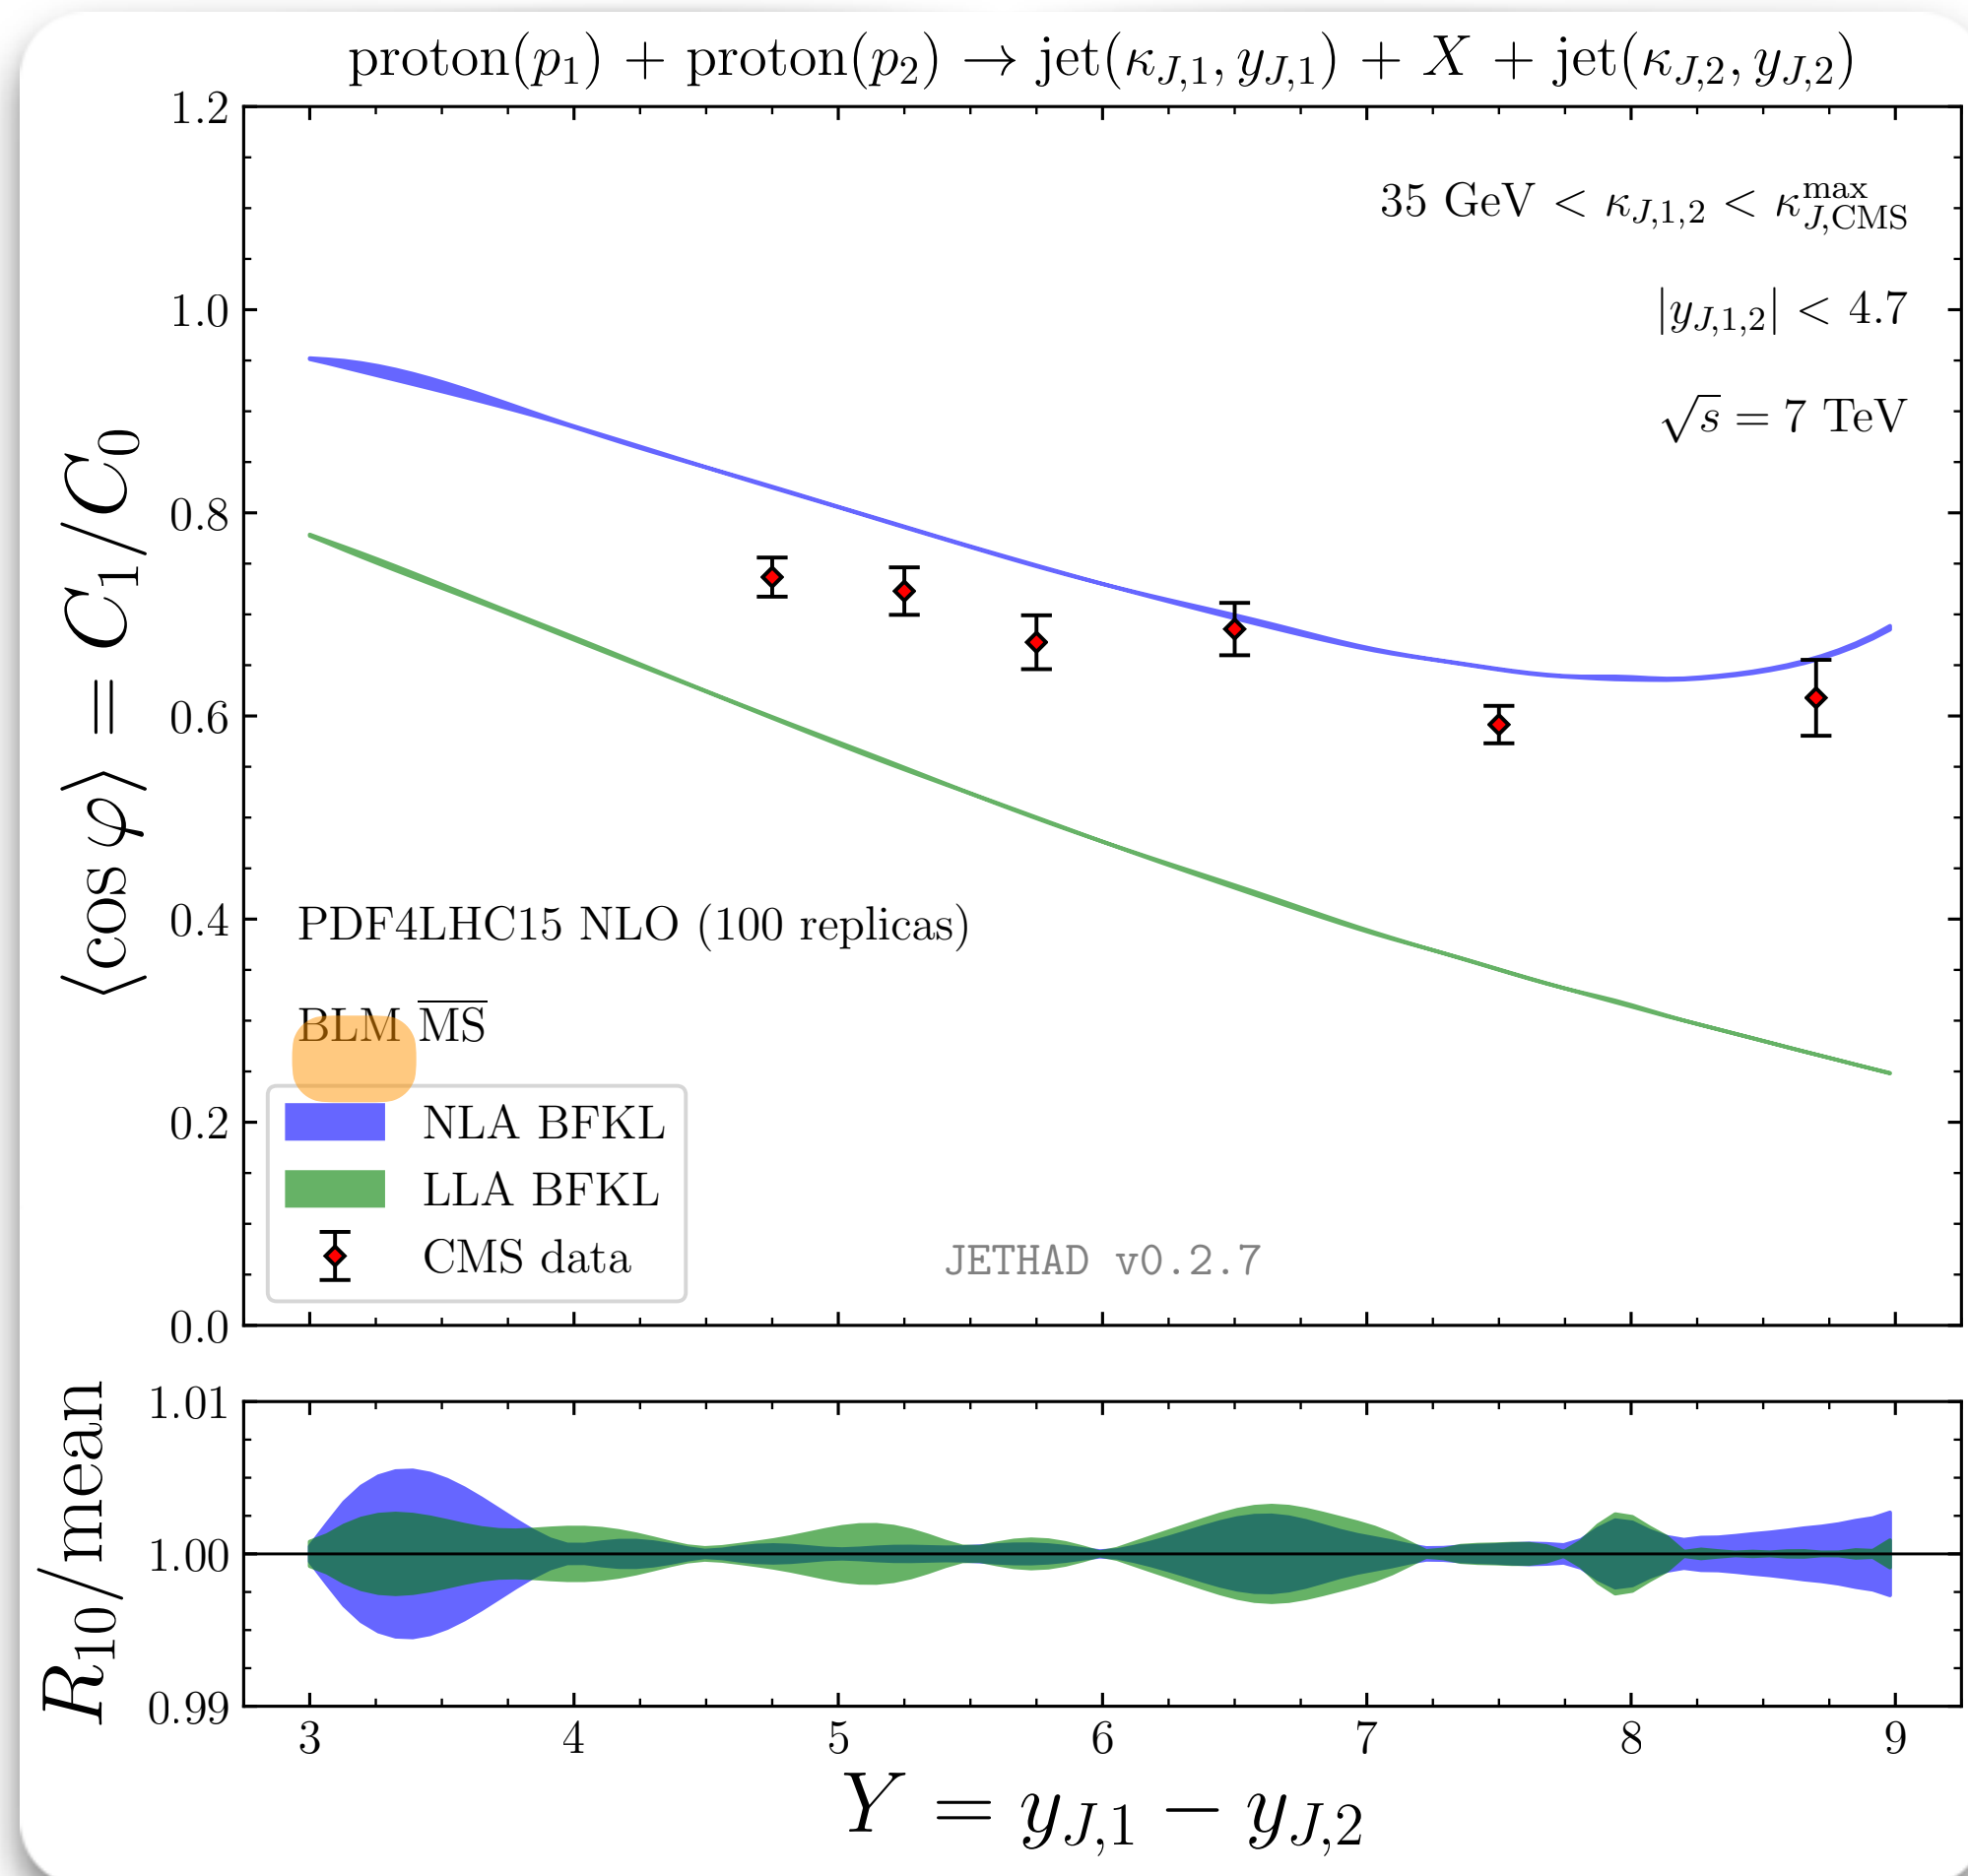 proton(p₁) + proton(p₂) → jet(κ_{J,1}, y_{J,1}) + X + jet(κ_{J,2}, y_{J,2})
1.2
1.0
0.8
0.6
0.4
0.2
0.0
⟨cos φ⟩ = C₁/C₀
35 GeV < κ_{J,1,2} < κ^{max}_{J,CMS}
|y_{J,1,2}| < 4.7
√s = 7 TeV
PDF4LHC15 NLO (100 replicas)
BLM M̅S̅
NLA BFKL
LLA BFKL
CMS data
JETHAD v0.2.7
1.01
1.00
0.99
R₁₀/mean
3 4 5 6 7 8 9
Y = y_{J,1} − y_{J,2}